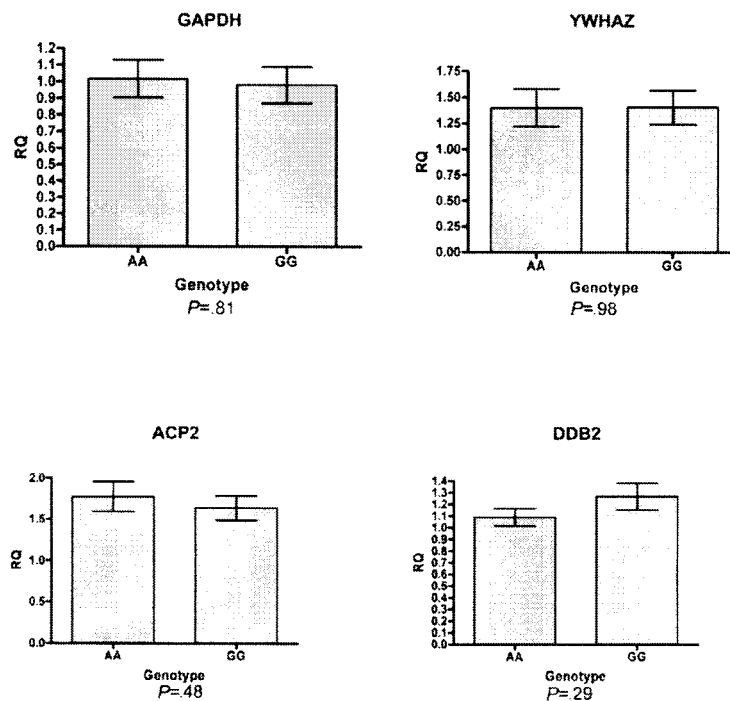 GAPDH
1.2
1.1
1.0
0.9
0.8
0.7
0.6
0.5
0.4
0.3
0.2
0.1
0.0
RQ
AA GG
Genotype
P=.81
YWHAZ
1.75
1.50
1.25
1.00
0.75
0.50
0.25
0.00
RQ
AA GG
Genotype
P=.98
ACP2
2.0
1.5
1.0
0.5
0.0
RQ
AA GG
Genotype
P=.48
DDB2
1.4
1.3
1.2
1.1
1.0
0.9
0.8
0.7
0.6
0.5
0.4
0.3
0.2
0.1
0.0
RQ
AA GG
Genotype
P=.29